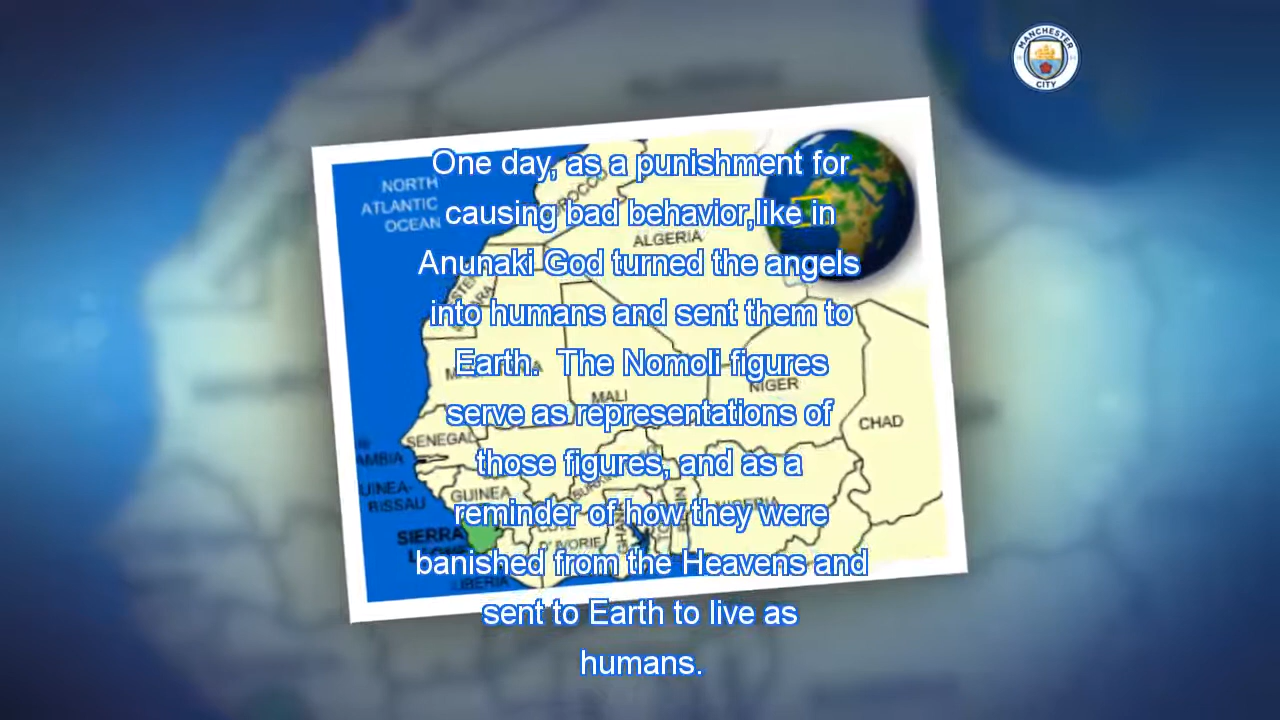 MANCHESTER
CITY
One day, as a punishment for
causing bad behavior,like in
Anunaki God turned the angels
into humans and sent them to
Earth.  The Nomoli figures
serve as representations of
those figures, and as a
reminder of how they were
banished from the Heavens and
sent to Earth to live as
humans.
NORTH
ATLANTIC
OCEAN
ALGERIA
MALI
NIGER
CHAD
SENEGAL
GUINEA
SIERRA
LIBERIA
D'IVORIE